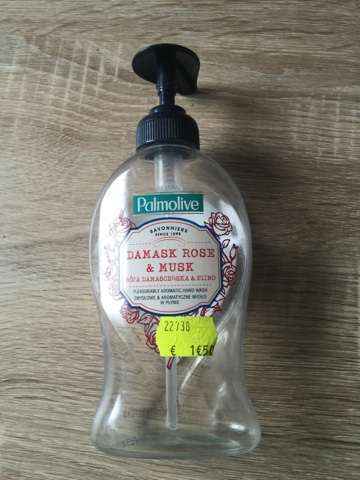 Palmolive
SAVONNIERS
SINCE 1898
DAMASK ROSE
& MUSK
RÓŻA DAMASCEŃSKA & PIŻMO
PLEASURABLY AROMATIC HAND WASH
ZMYSŁOWE & AROMATYCZNE MYDŁO
W PŁYNIE
22738
€ 1€50